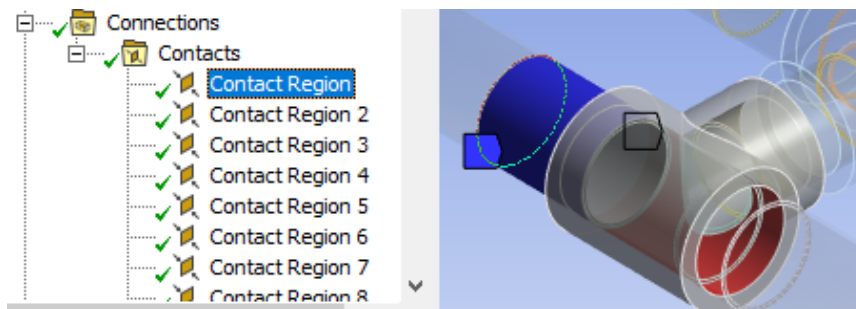 Connections
Contacts
Contact Region
Contact Region 2
Contact Region 3
Contact Region 4
Contact Region 5
Contact Region 6
Contact Region 7
Contact Region 8